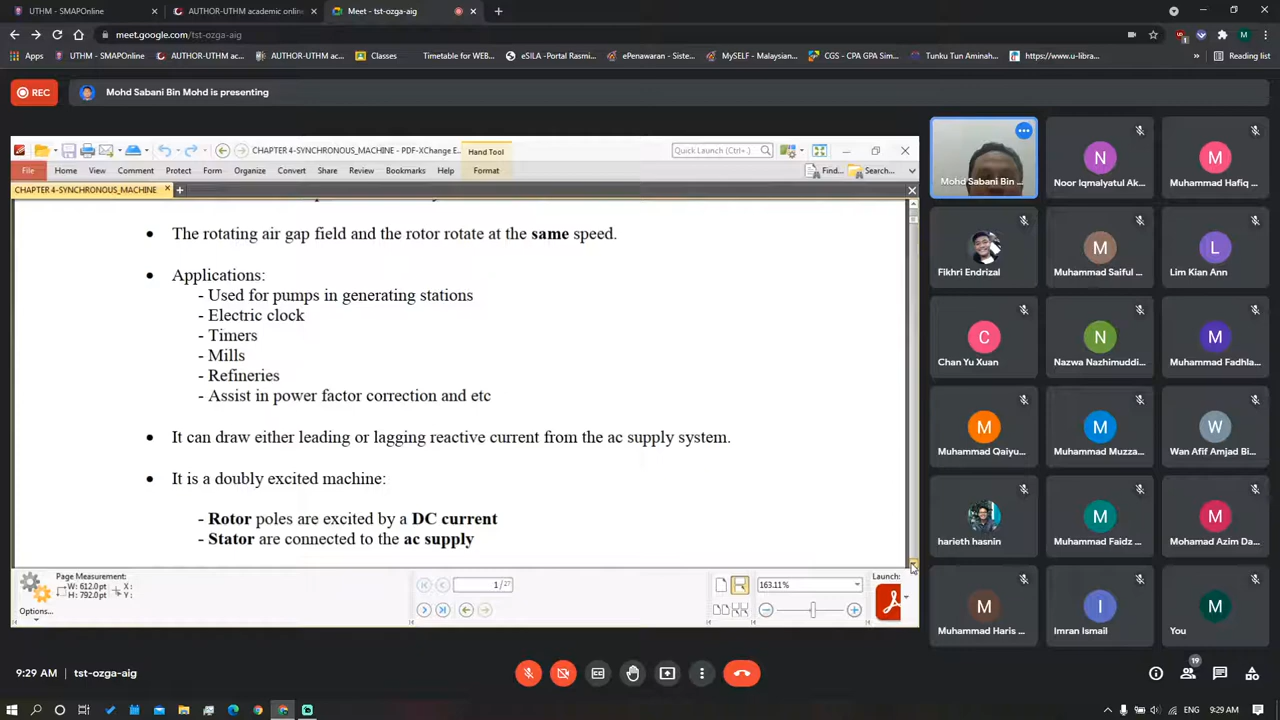 UTHM - SMAPOnline
AUTHOR-UTHM academic online
Meet - tst-ozga-aig
meet.google.com/tst-ozga-aig
Apps
UTHM - SMAPOnline
AUTHOR-UTHM ac...
AUTHOR-UTHM ac...
Classes
Timetable for WEB...
eSILA -Portal Rasmi...
ePenawaran - Siste...
MySELF - Malaysian...
CGS - CPA GPA Sim...
Tunku Tun Aminah...
https://www.u-libra...
»
Reading list
REC
Mohd Sabani Bin Mohd is presenting
CHAPTER 4-SYNCHRONOUS_MACHINE - PDF-XChange E...
Hand Tool
Quick Launch (Ctrl+.)
File
Home
View
Comment
Protect
Form
Organize
Convert
Share
Review
Bookmarks
Help
Format
Find...
Search...
CHAPTER 4-SYNCHRONOUS_MACHINE
• The rotating air gap field and the rotor rotate at the same speed.
• Applications:
- Used for pumps in generating stations
- Electric clock
- Timers
- Mills
- Refineries
- Assist in power factor correction and etc
• It can draw either leading or lagging reactive current from the ac supply system.
• It is a doubly excited machine:
- Rotor poles are excited by a DC current
- Stator are connected to the ac supply
Options...
Page Measurement:
W: 612.0 pt X:
H: 792.0 pt Y:
1/27
163.11%
Launch:
Mohd Sabani Bin ...
N
Noor Iqmalyatul Ak...
M
Muhammad Hafiq ...
Fikhri Endrizal
M
Muhammad Saiful ...
L
Lim Kian Ann
C
Chan Yu Xuan
N
Nazwa Nazhimuddi...
M
Muhammad Fadhla...
M
Muhammad Qaiyu...
M
Muhammad Muzza...
W
Wan Afif Amjad Bi...
harieth hasnin
M
Muhammad Faidz ...
M
Mohamad Azim Da...
M
Muhammad Haris ...
I
Imran Ismail
M
You
9:29 AM
tst-ozga-aig
19
9:29 AM